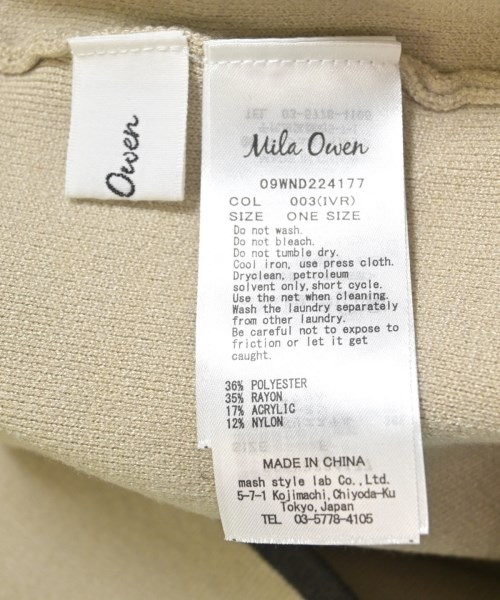 Owen
Mila Owen
09WND224177
COL 003(IVR)
SIZE ONE SIZE
Do not wash.
Do not bleach.
Do not tumble dry.
Cool iron, use press cloth.
Dryclean, petroleum
solvent only, short cycle.
Use the net when cleaning.
Wash the laundry separately
from other laundry.
Be careful not to expose to
friction or let it get
caught.
36% POLYESTER
35% RAYON
17% ACRYLIC
12% NYLON
MADE IN CHINA
mash style lab Co.,Ltd.
5-7-1 Kojimachi,Chiyoda-Ku
Tokyo,Japan
TEL 03-5778-4105